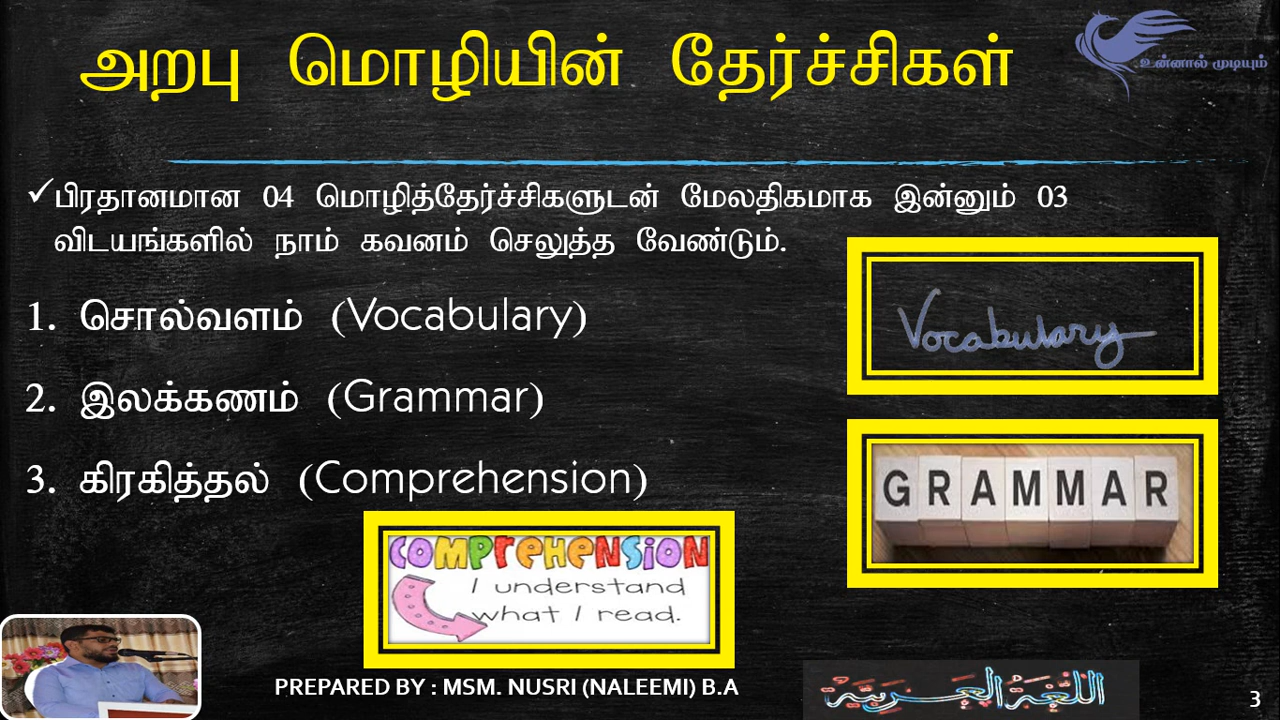 அறபு மொழியின் தேர்ச்சிகள்
உன்னால் முடியும்
✓பிரதானமான 04 மொழித்தேர்ச்சிகளுடன் மேலதிகமாக இன்னும் 03
விடயங்களில் நாம் கவனம் செலுத்த வேண்டும்.
1. சொல்வளம் (Vocabulary)
Vocabulary
2. இலக்கணம் (Grammar)
GRAMMAR
3. கிரகித்தல் (Comprehension)
COMPREHENSION
I understand
what I read.
PREPARED BY : MSM. NUSRI (NALEEMI) B.A
اللُّغَةُ الْعَرَبِيَّةُ
3